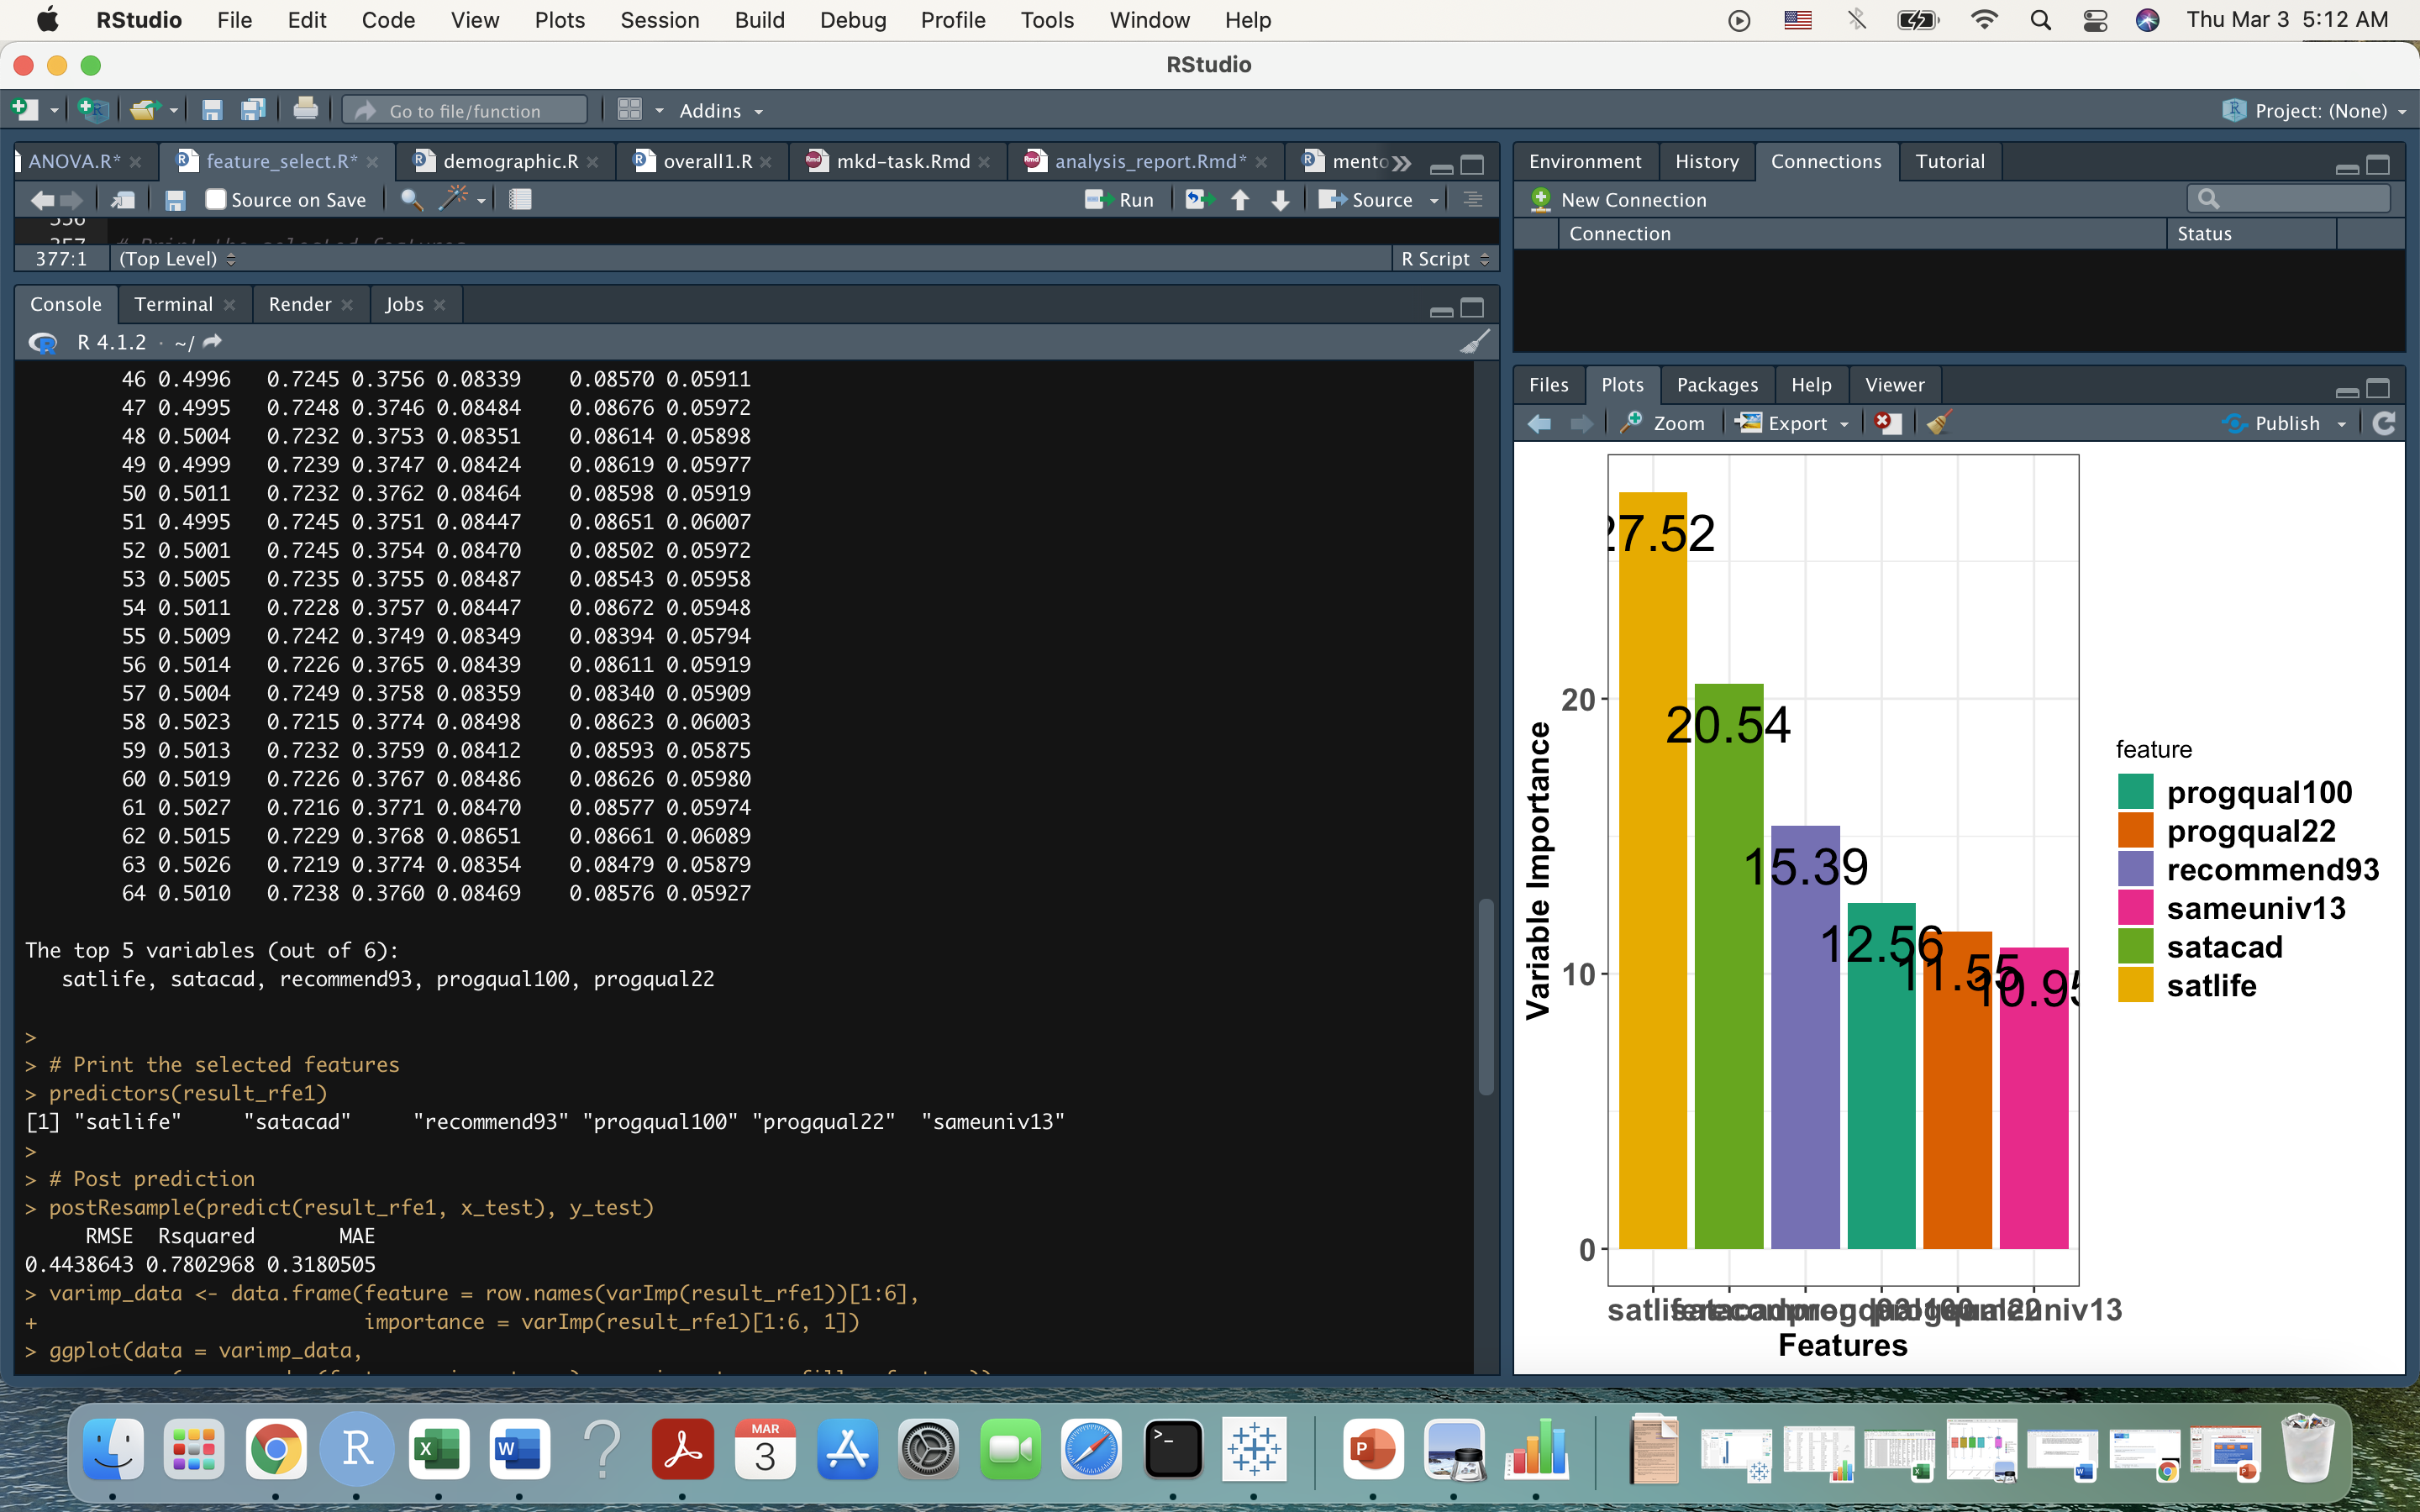 RStudio File Edit Code View Plots Session Build Debug Profile Tools Window Help Thu Mar 3 5:12 AM
RStudio
Go to file/function Addins Project: (None)
ANOVA.R* feature_select.R* demographic.R overall1.R mkd-task.Rmd analysis_report.Rmd* mento
Source on Save Run Source
# Print the selected features
377:1 (Top Level) R Script
Console Terminal Render Jobs
R 4.1.2 · ~/
46 0.4996 0.7245 0.3756 0.08339 0.08570 0.05911
47 0.4995 0.7248 0.3746 0.08484 0.08676 0.05972
48 0.5004 0.7232 0.3753 0.08351 0.08614 0.05898
49 0.4999 0.7239 0.3747 0.08424 0.08619 0.05977
50 0.5011 0.7232 0.3762 0.08464 0.08598 0.05919
51 0.4995 0.7245 0.3751 0.08447 0.08651 0.06007
52 0.5001 0.7245 0.3754 0.08470 0.08502 0.05972
53 0.5005 0.7235 0.3755 0.08487 0.08543 0.05958
54 0.5011 0.7228 0.3757 0.08447 0.08672 0.05948
55 0.5009 0.7242 0.3749 0.08349 0.08394 0.05794
56 0.5014 0.7226 0.3765 0.08439 0.08611 0.05919
57 0.5004 0.7249 0.3758 0.08359 0.08340 0.05909
58 0.5023 0.7215 0.3774 0.08498 0.08623 0.06003
59 0.5013 0.7232 0.3759 0.08412 0.08593 0.05875
60 0.5019 0.7226 0.3767 0.08486 0.08626 0.05980
61 0.5027 0.7216 0.3771 0.08470 0.08577 0.05974
62 0.5015 0.7229 0.3768 0.08651 0.08661 0.06089
63 0.5026 0.7219 0.3774 0.08354 0.08479 0.05879
64 0.5010 0.7238 0.3760 0.08469 0.08576 0.05927
The top 5 variables (out of 6):
satlife, satacad, recommend93, progqual100, progqual22
>
> # Print the selected features
> predictors(result_rfe1)
[1] "satlife" "satacad" "recommend93" "progqual100" "progqual22" "sameuniv13"
>
> # Post prediction
> postResample(predict(result_rfe1, x_test), y_test)
RMSE Rsquared MAE
0.4438643 0.7802968 0.3180505
> varimp_data <- data.frame(feature = row.names(varImp(result_rfe1))[1:6],
+ importance = varImp(result_rfe1)[1:6, 1])
> ggplot(data = varimp_data,
Environment History Connections Tutorial
New Connection
Connection Status
Files Plots Packages Help Viewer
Zoom Export Publish
27.52
20.54
15.39
12.56
11.55
10.95
20
10
0
Variable Importance
Features
feature
progqual100
progqual22
recommend93
sameuniv13
satacad
satlife
MAR
3